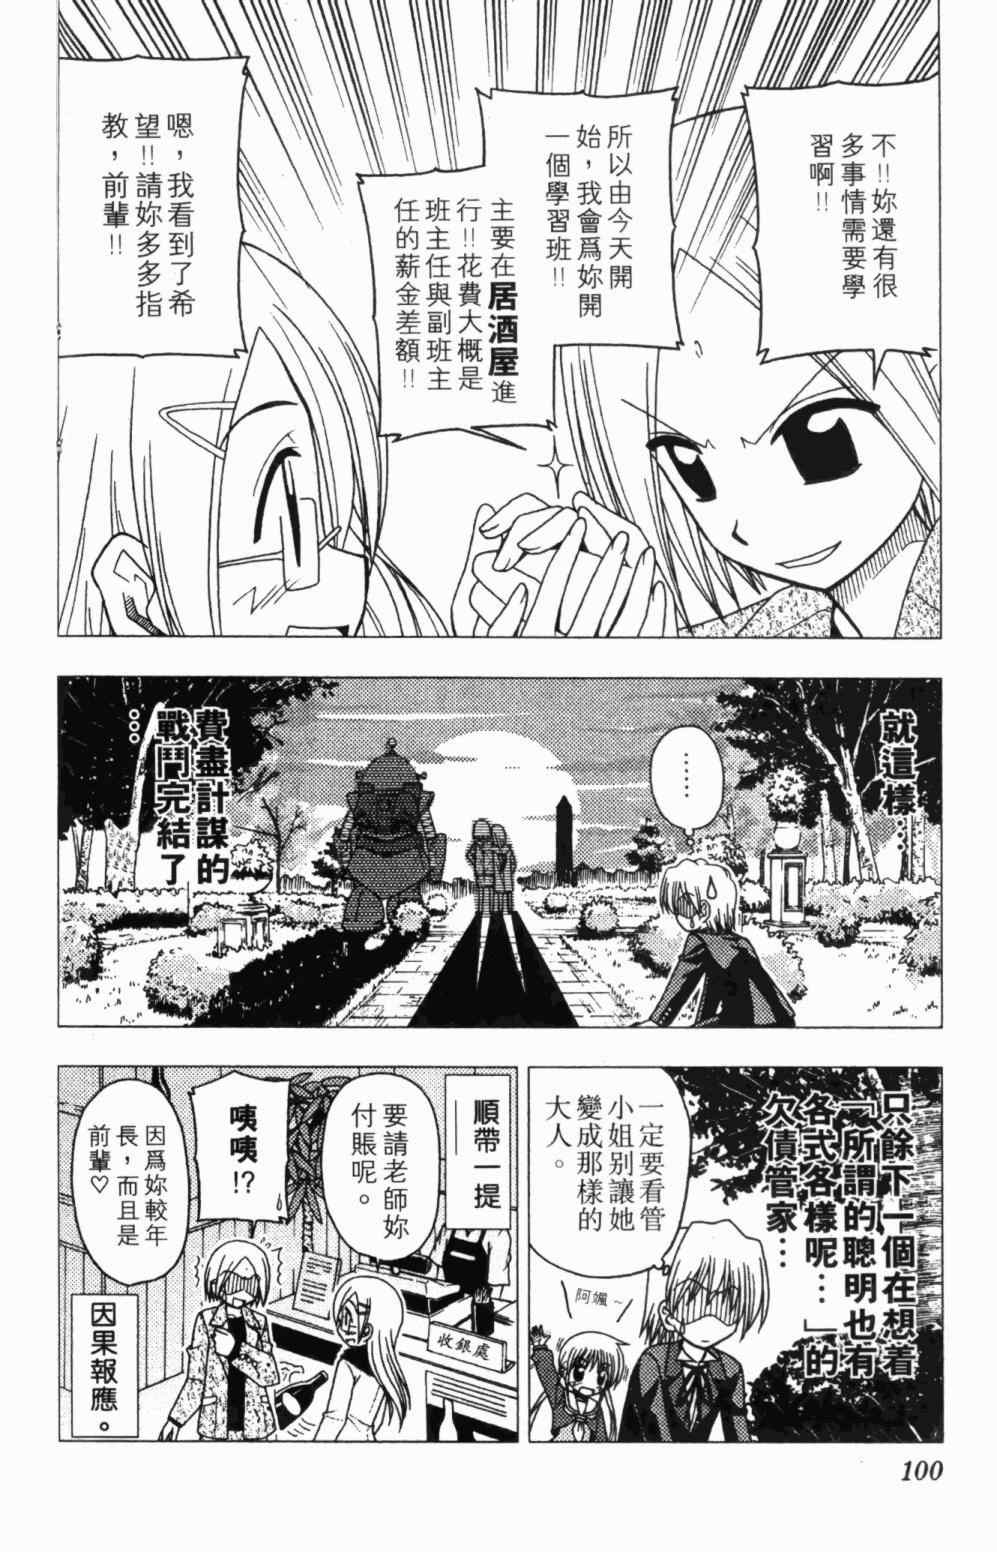 不!!妳還有很
多事情需要學
習啊!!
所以由今天開
始，我會爲妳開
一個學習班!!
主要在居酒屋進
行!!花費大概是
班主任與副班主
任的薪金差額!!
嗯，我看到了希
望!!請妳多多指
教，前輩!!
就這樣…
……
費盡計謀的
戰鬥完結了
……
只餘下一個在想着
「所謂的聰明也有
各式各樣呢…」的
欠債管家…
一定要看管
小姐別讓她
變成那樣的
大人。
阿颯～
順帶一提
──
要請老師妳
付賬呢。
咦咦!?
因爲妳較年
長，而且是
前輩♡
收銀處
因果報應。
100